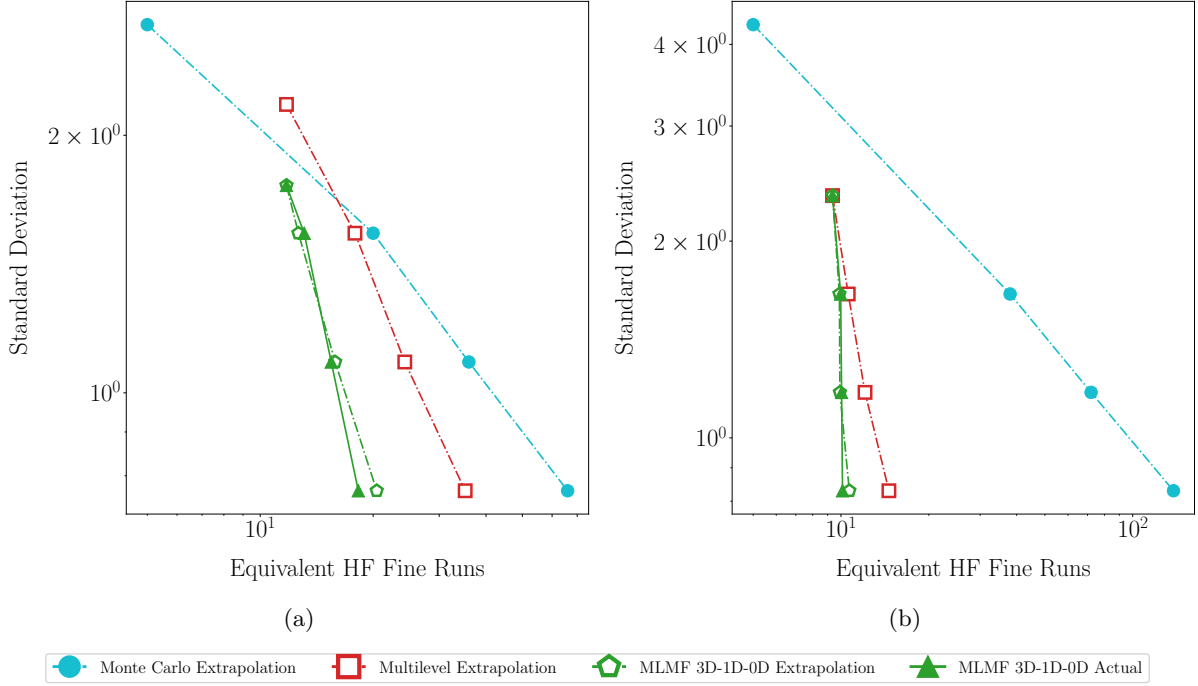 2 × 10⁰
10⁰
Standard Deviation
10¹
Equivalent HF Fine Runs
(a)
4 × 10⁰
3 × 10⁰
2 × 10⁰
10⁰
Standard Deviation
10¹ 10²
Equivalent HF Fine Runs
(b)
Monte Carlo Extrapolation Multilevel Extrapolation MLMF 3D-1D-0D Extrapolation MLMF 3D-1D-0D Actual